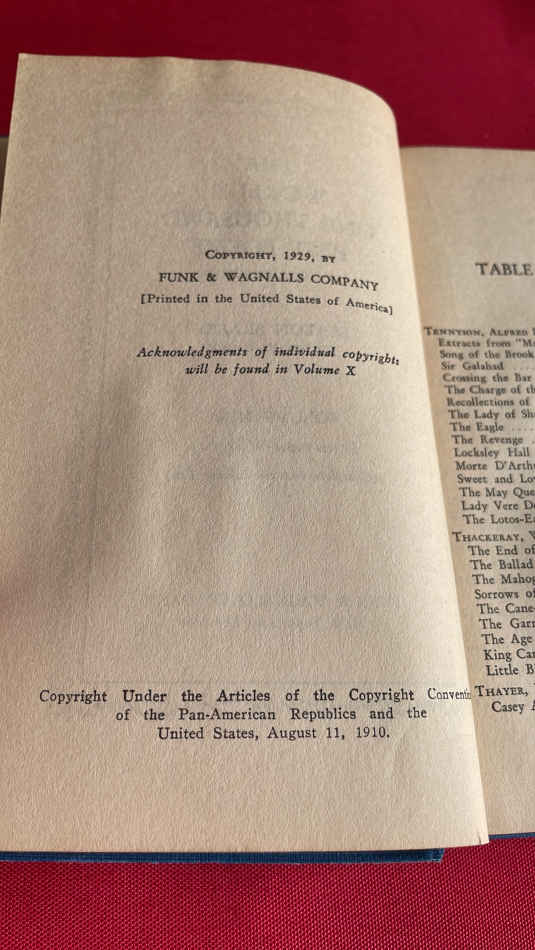 COPYRIGHT, 1929, BY
FUNK & WAGNALLS COMPANY
[Printed in the United States of America]
Acknowledgments of individual copyrights
will be found in Volume X
Copyright Under the Articles of the Copyright Conventi
of the Pan-American Republics and the
United States, August 11, 1910.
TABLE
TENNYSON, ALFRED
Extracts from "M
Song of the Brook
Sir Galahad ....
Crossing the Bar
The Charge of th
Recollections of
The Lady of Sh
The Eagle ....
The Revenge .
Locksley Hall
Morte D'Arth
Sweet and Lo
The May Que
Lady Vere D
The Lotos-E
THACKERAY,
The End of
The Ballad
The Mahog
Sorrows of
The Cane
The Garr
The Age
King Can
Little B
THAYER,
Casey A